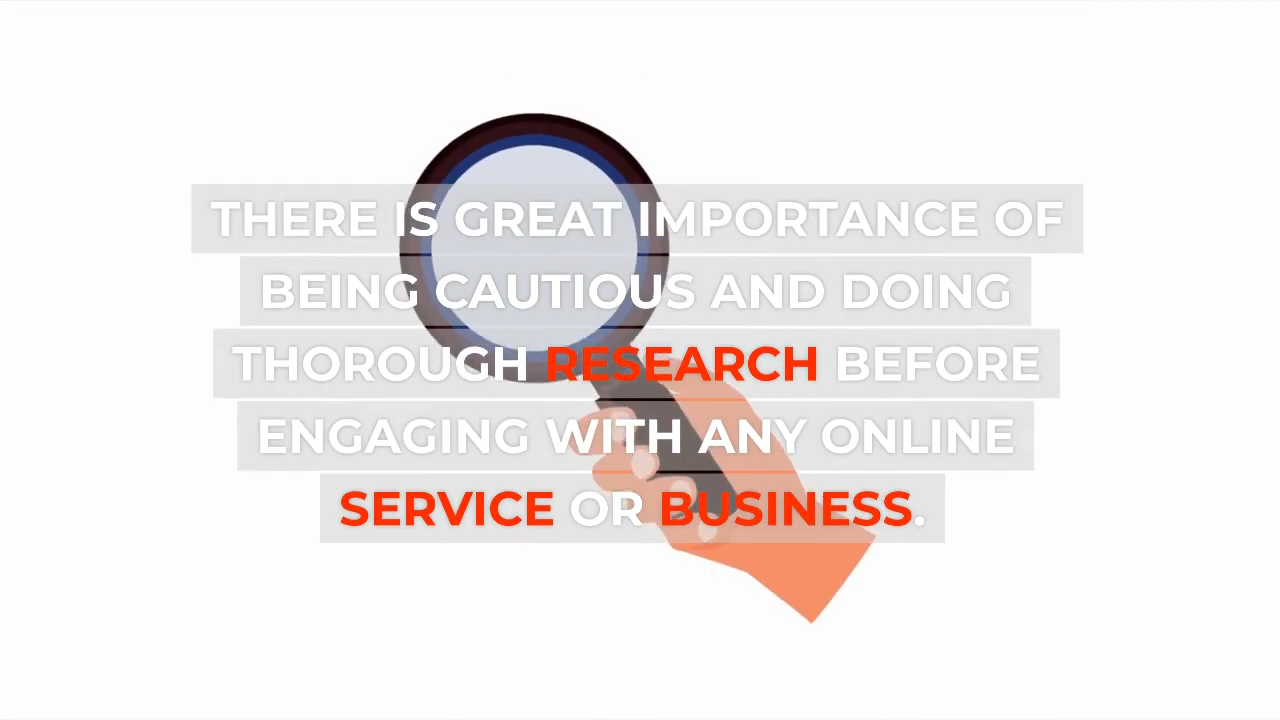 THERE IS GREAT IMPORTANCE OF
BEING CAUTIOUS AND DOING
THOROUGH RESEARCH BEFORE
ENGAGING WITH ANY ONLINE
SERVICE OR BUSINESS.